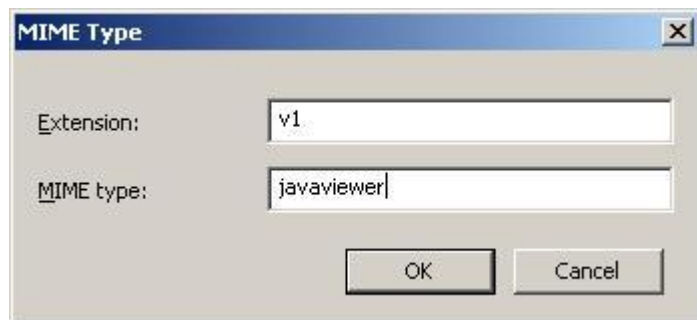 MIME Type
Extension: v1
MIME type: javaviewer
OK Cancel